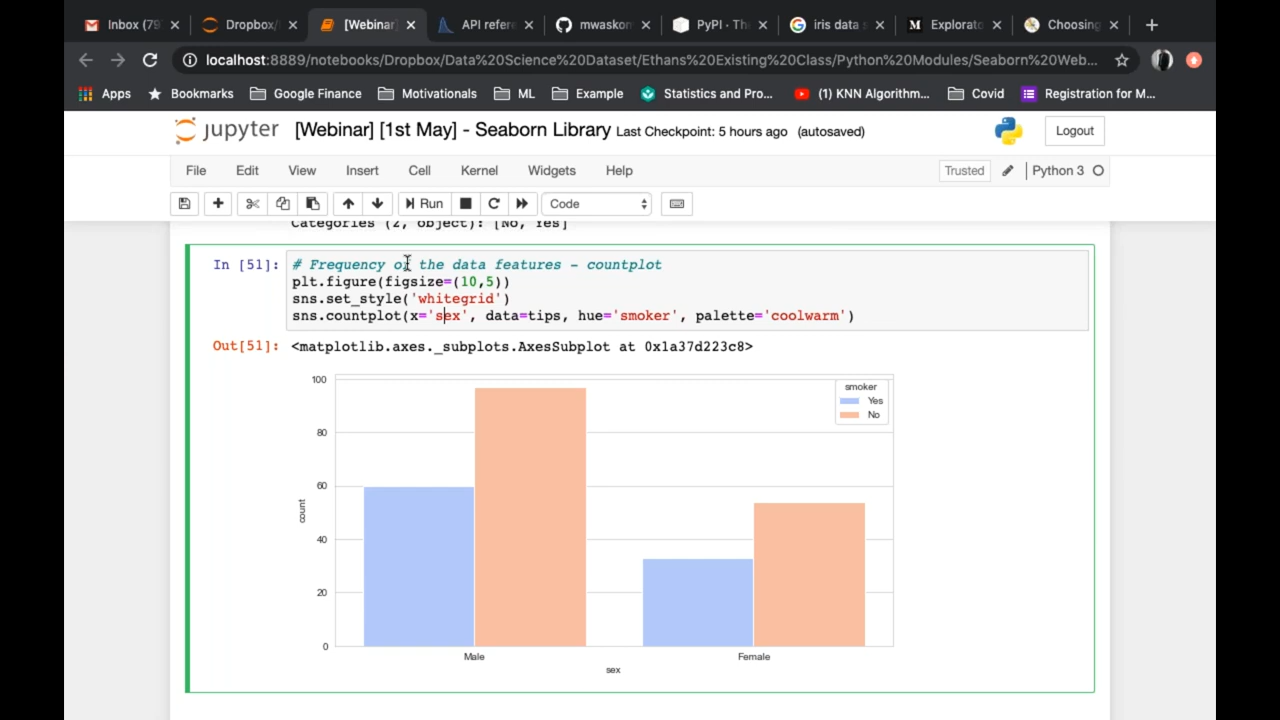 Inbox (79
Dropbox/
[Webinar]
API refere
mwaskom
PyPI · The
iris data s
Explorato
Choosing
localhost:8889/notebooks/Dropbox/Data%20Science%20Dataset/Ethans%20Existing%20Class/Python%20Modules/Seaborn%20Web...
Apps Bookmarks Google Finance Motivationals ML Example Statistics and Pro... (1) KNN Algorithm... Covid Registration for M...
jupyter [Webinar] [1st May] - Seaborn Library Last Checkpoint: 5 hours ago (autosaved) Logout
File Edit View Insert Cell Kernel Widgets Help Trusted Python 3
Run Code
Categories (2, object): [No, Yes]
In [51]: # Frequency of the data features - countplot
plt.figure(figsize=(10,5))
sns.set_style('whitegrid')
sns.countplot(x='sex', data=tips, hue='smoker', palette='coolwarm')
Out[51]: <matplotlib.axes._subplots.AxesSubplot at 0x1a37d223c8>
100
smoker
Yes
No
80
60
count
40
20
0
Male Female
sex